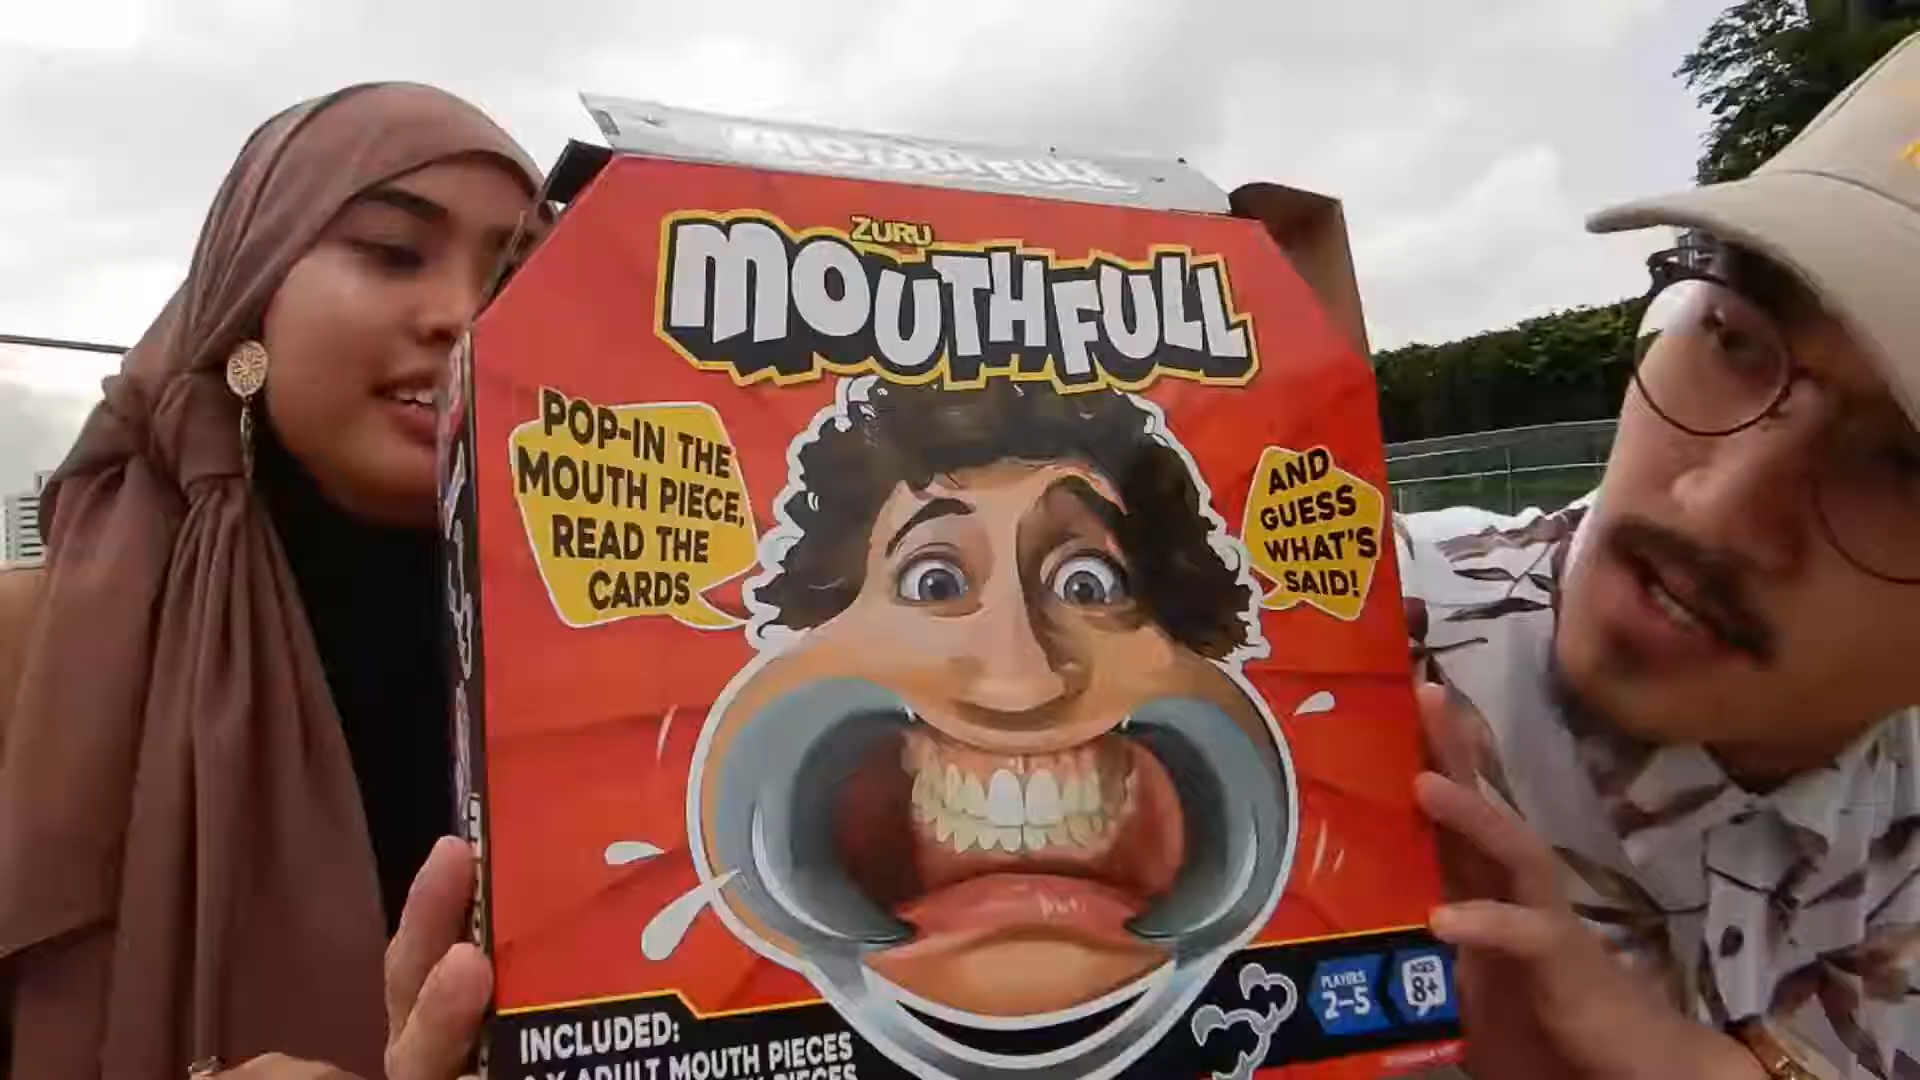 MOUTHFULL
ZURU
MOUTHFULL
POP-IN THE
MOUTH PIECE,
READ THE
CARDS
AND
GUESS
WHAT'S
SAID!
PLAYERS
2-5
AGES
8+
INCLUDED:
X ADULT MOUTH PIECES
PIECES